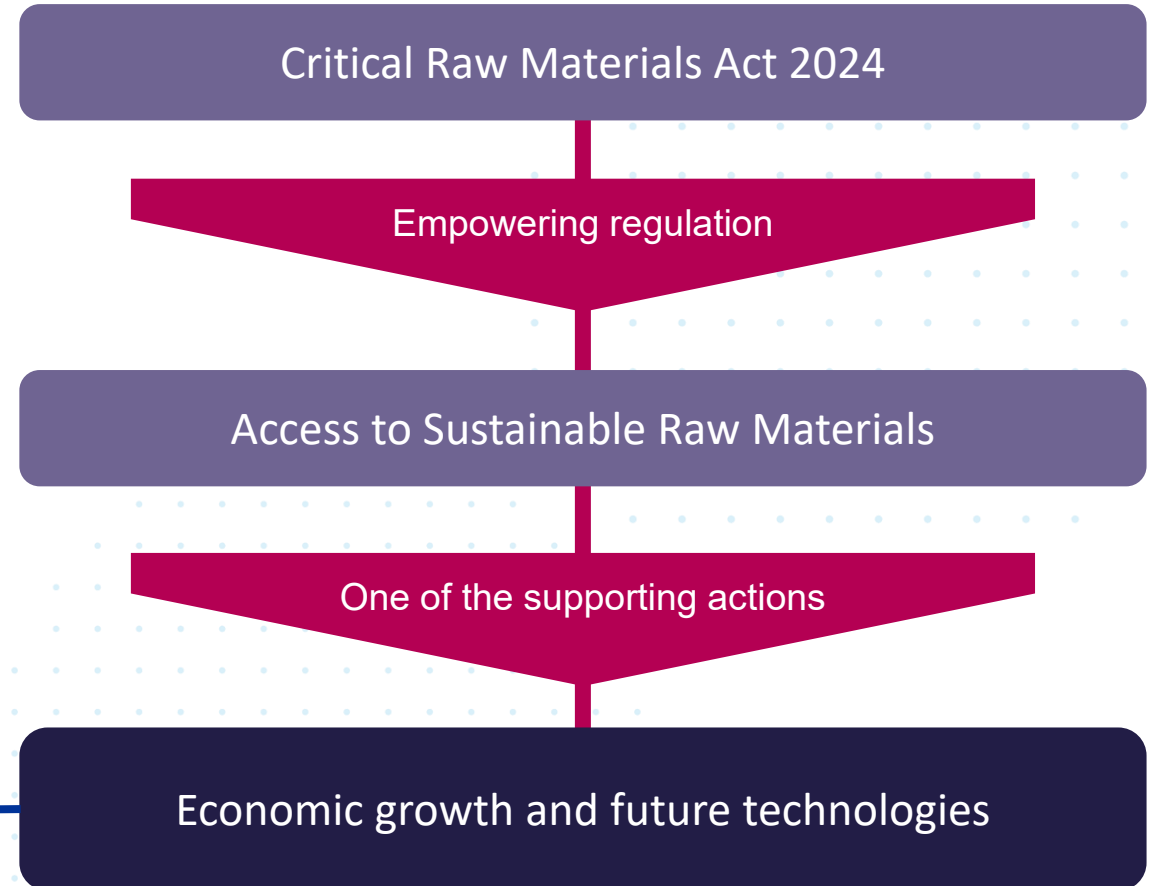 Critical Raw Materials Act 2024
Empowering regulation
Access to Sustainable Raw Materials
One of the supporting actions
Economic growth and future technologies